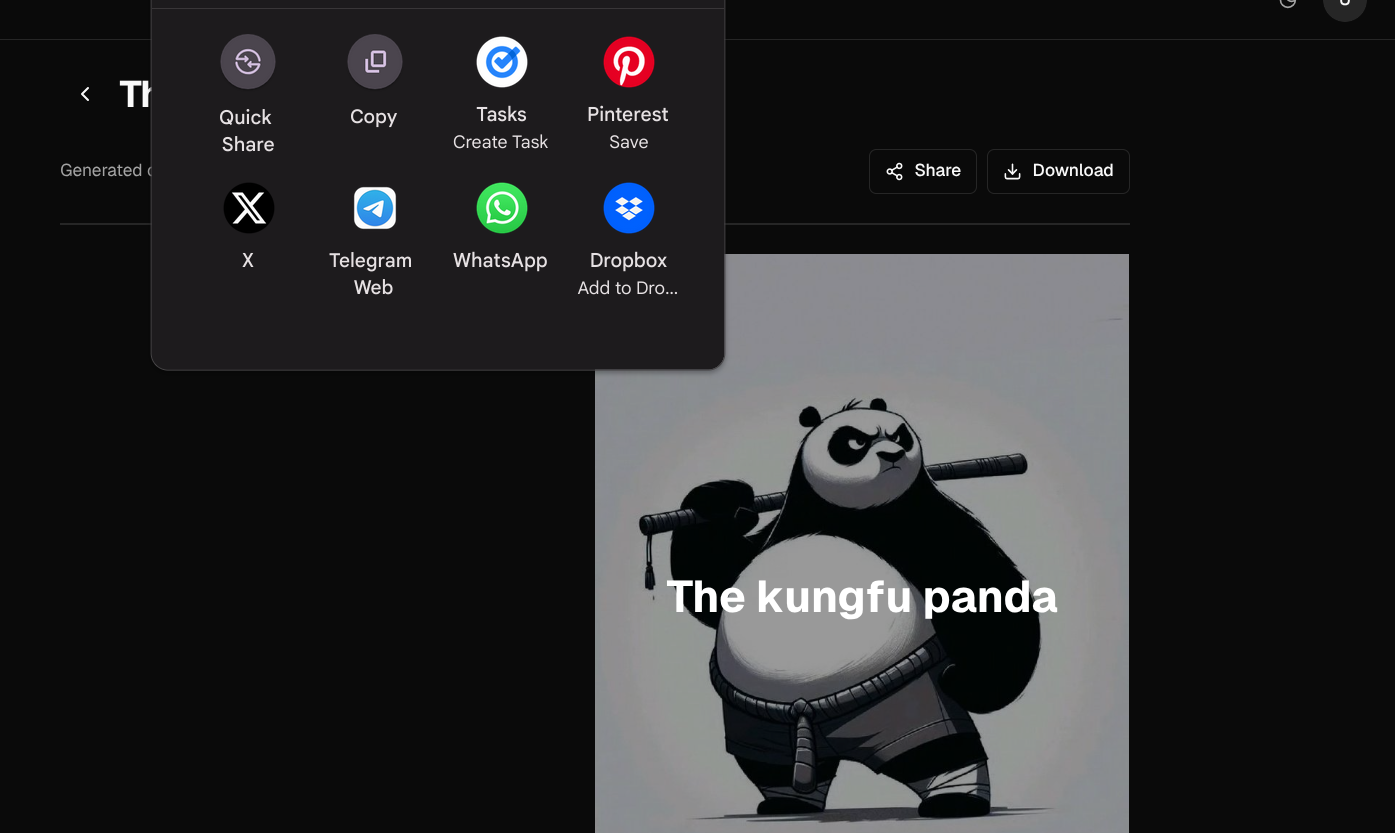 Quick
Share
Copy
Tasks
Create Task
Pinterest
Save
X
Telegram
Web
WhatsApp
Dropbox
Add to Dro...
Generated
Share
Download
The kungfu panda